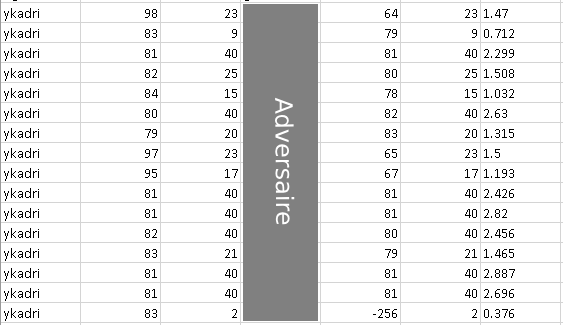 ykadri 98 23 64 23 1.47
ykadri 83 9 79 9 0.712
ykadri 81 40 81 40 2.299
ykadri 82 25 80 25 1.508
ykadri 84 15 78 15 1.032
ykadri 80 40 82 40 2.63
ykadri 79 20 83 20 1.315
ykadri 97 23 65 23 1.5
ykadri 95 17 67 17 1.193
ykadri 81 40 81 40 2.426
ykadri 81 40 81 40 2.82
ykadri 82 40 80 40 2.456
ykadri 83 21 79 21 1.465
ykadri 81 40 81 40 2.887
ykadri 81 40 81 40 2.696
ykadri 83 2 -256 2 0.376
Adversaire